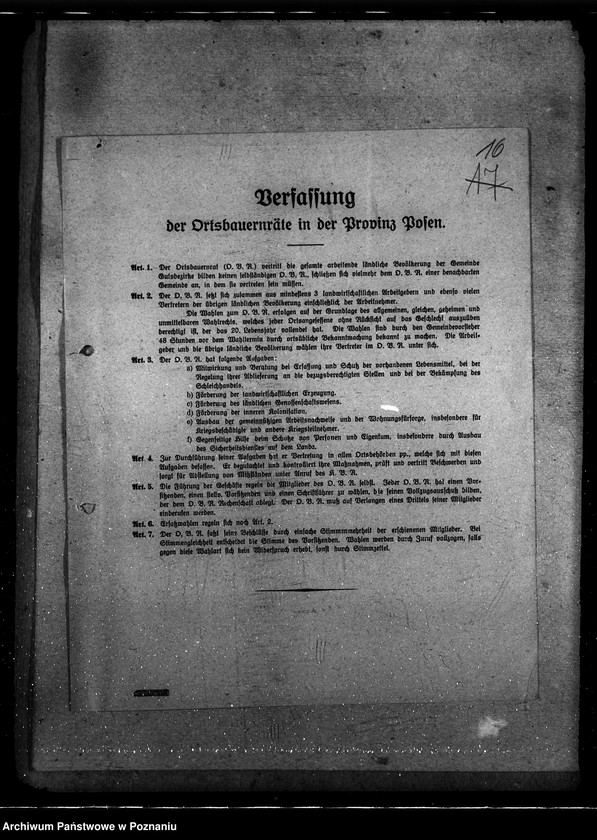 16
A7
Verfassung
der Ortsbauernräte in der Provinz Posen.
Art. 1. Der Ortsbauernrat (O. B. R.) vertritt die gesamte arbeitende ländliche Bevölkerung der Gemeinde
Gutsbezirke bilden keinen selbständigen O. B. R., schließen sich vielmehr dem O. B. R. einer benachbarten
Gemeinde an, in dem sie vertreten sein müssen.
Art. 2. Der O. B. R. setzt sich zusammen aus mindestens 3 landwirtschaftlichen Arbeitgebern und ebenso vielen
Vertretern der übrigen ländlichen Bevölkerung einschließlich der Arbeitnehmer.
Die Wahlen zum O. B. R. erfolgen auf der Grundlage des allgemeinen, gleichen, geheimen und
unmittelbaren Wahlrechts, welches jeder Ortsangesessene ohne Rücksicht auf das Geschlecht auszuüben
berechtigt ist, der das 20. Lebensjahr vollendet hat. Die Wahlen sind durch den Gemeindevorsteher
48 Stunden vor dem Wahltermin durch ortsübliche Bekanntmachung bekannt zu machen. Die Arbeit-
geber und die übrige ländliche Bevölkerung wählen ihre Vertreter im O. B. R. unter sich.
Art. 3. Der O. B. R. hat folgende Aufgaben:
a) Mitwirkung und Beratung bei Erfassung und Schutz der vorhandenen Lebensmittel, bei der
Regelung ihrer Ablieferung an die bezugsberechtigten Stellen und bei der Bekämpfung des
Schleichhandels.
b) Förderung der landwirtschaftlichen Erzeugung.
c) Förderung des ländlichen Genossenschaftswesens.
d) Förderung der inneren Kolonisation.
e) Ausbau der gemeinnützigen Arbeitsnachweise und der Wohnungsfürsorge, insbesondere für
Kriegsbeschädigte und andere Kriegsteilnehmer.
f) Gegenseitige Hilfe beim Schutze von Personen und Eigentum, insbesondere durch Ausbau
des Sicherheitsdienstes auf dem Lande.
Art. 4. Zur Durchführung seiner Aufgaben hat er Vertretung in allen Ortsbehörden pp., welche sich mit diesen
Aufgaben befassen. Er begutachtet und kontrolliert ihre Maßnahmen, prüft und vertritt Beschwerden und
sorgt für Abstellung von Mißständen unter Anruf des K. B. R.
Art. 5. Die Führung der Geschäfte regeln die Mitglieder des O. B. R. selbst. Jeder O. B. R. hat einen Vor-
sitzenden, einen stellv. Vorsitzenden und einen Schriftführer zu wählen, die seinen Vollzugsausschuß bilden,
der dem O. B. R. Rechenschaft ablegt. Der O. B. R. muß auf Verlangen eines Drittels seiner Mitglieder
einberufen werden.
Art. 6. Ersatzwahlen regeln sich nach Art. 2.
Art. 7. Der O. B. R. faßt seine Beschlüsse durch einfache Stimmenmehrheit der erschienenen Mitglieder. Bei
Stimmengleichheit entscheidet die Stimme des Vorsitzenden. Wahlen werden durch Zuruf vollzogen, falls
gegen diese Wahlart sich kein Widerspruch erhebt, sonst durch Stimmzettel.
Archiwum Państwowe w Poznaniu